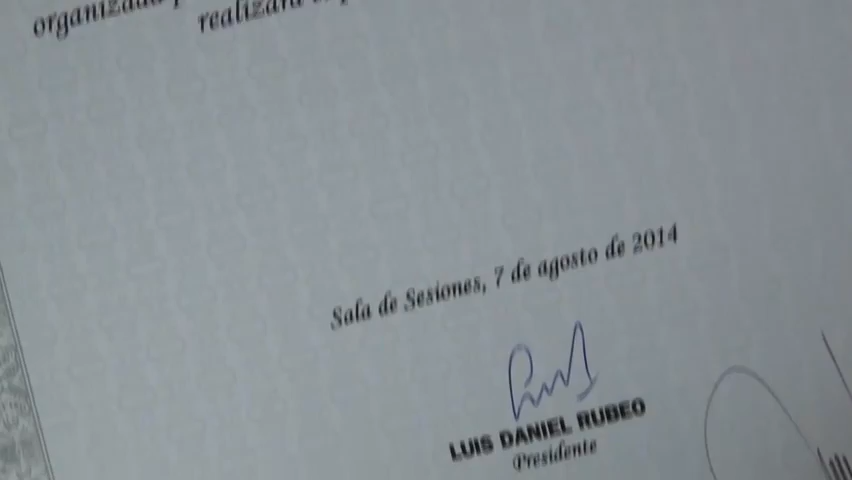 organizada
realizará
Sala de Sesiones, 7 de agosto de 2014
LUIS DANIEL RUBEO
Presidente